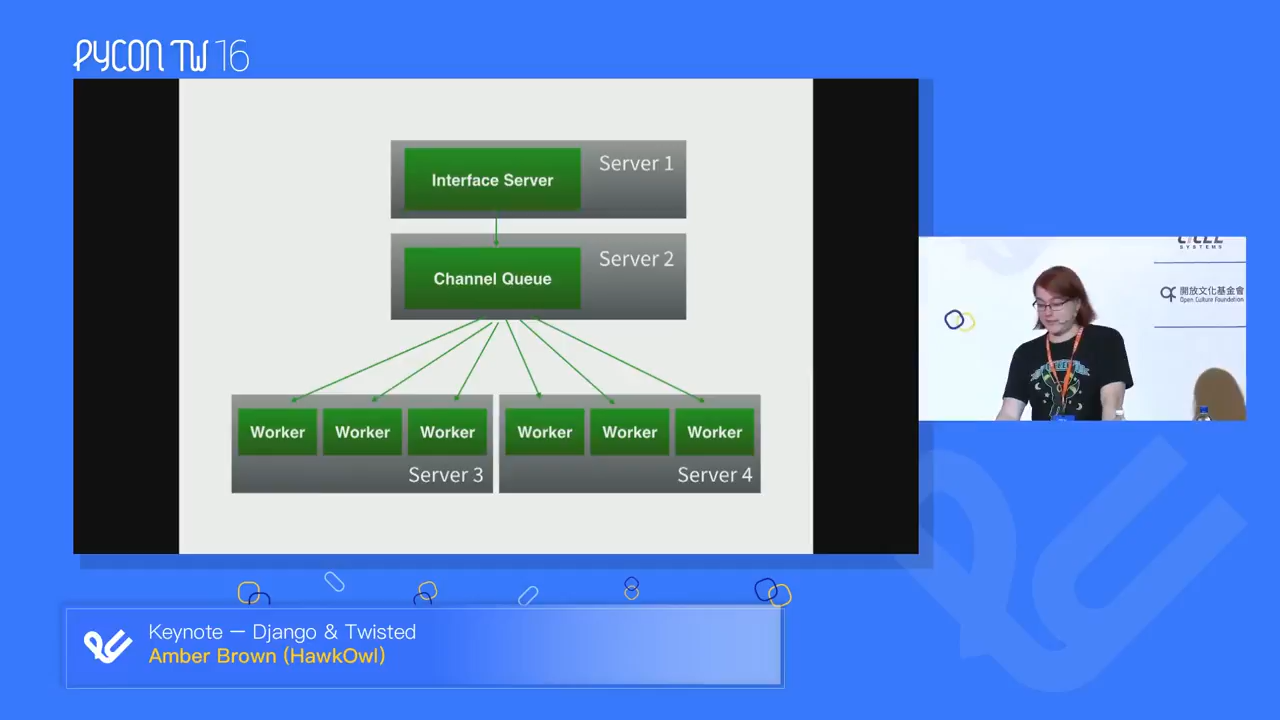 PYCON TW 16
Server 1
Interface Server
Server 2
Channel Queue
Worker
Worker
Worker
Worker
Worker
Worker
Server 3
Server 4
SYSTEMS
開放文化基金會
Open Culture Foundation
Keynote — Django & Twisted
Amber Brown (HawkOwl)